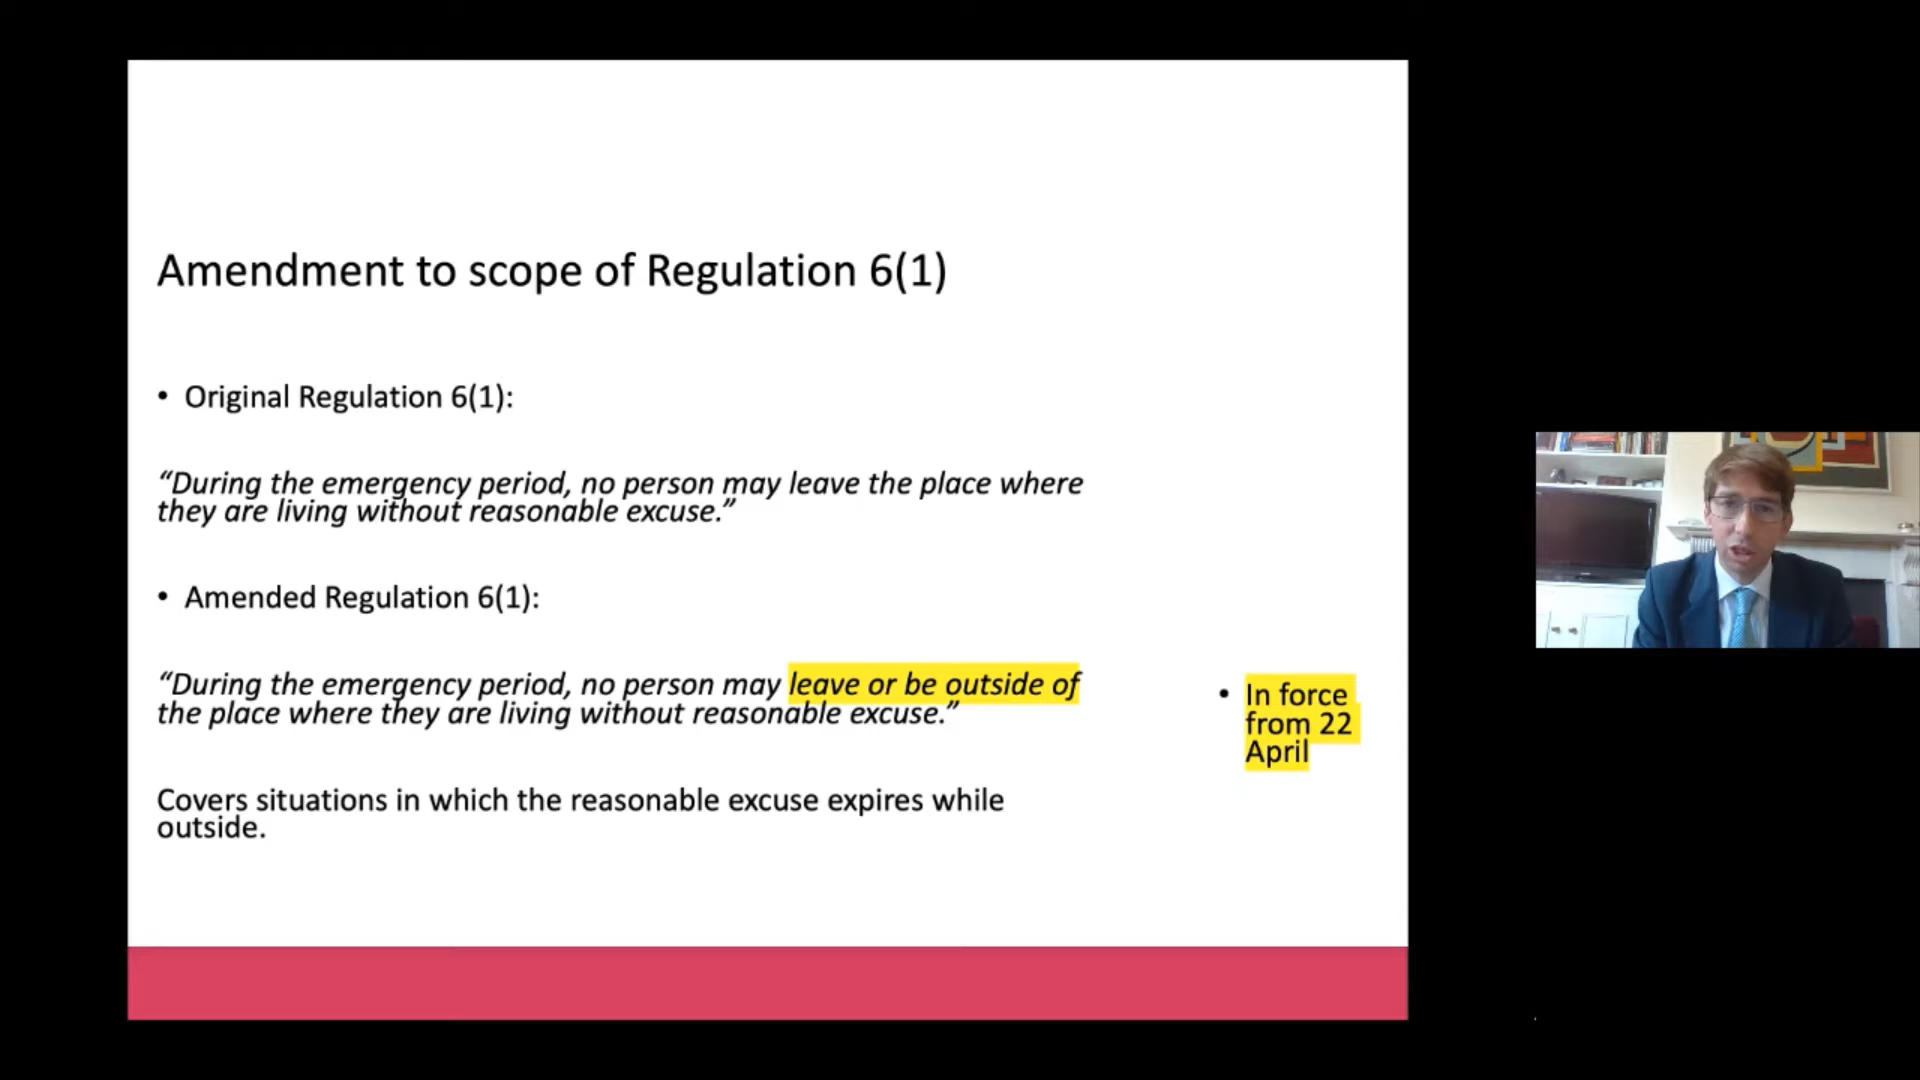 Amendment to scope of Regulation 6(1)
• Original Regulation 6(1):
“During the emergency period, no person may leave the place where
they are living without reasonable excuse.”
• Amended Regulation 6(1):
“During the emergency period, no person may leave or be outside of
the place where they are living without reasonable excuse.”
• In force
from 22
April
Covers situations in which the reasonable excuse expires while
outside.